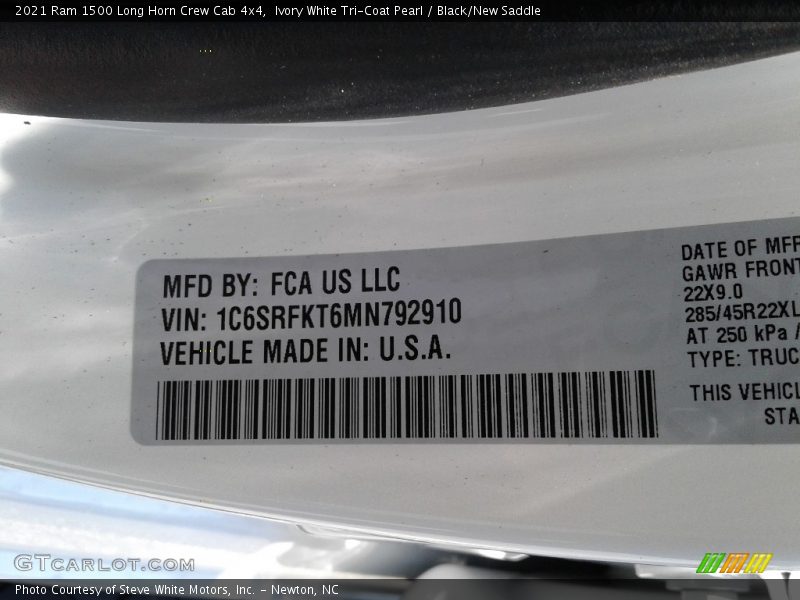 2021 Ram 1500 Long Horn Crew Cab 4x4,  Ivory White Tri-Coat Pearl / Black/New Saddle
MFD BY: FCA US LLC
VIN: 1C6SRFKT6MN792910
VEHICLE MADE IN: U.S.A.
DATE OF MFR
GAWR FRONT
22X9.0
285/45R22XL
AT 250 kPa /
TYPE: TRUC
THIS VEHICL
STA
GTCARLOT.COM
Photo Courtesy of Steve White Motors, Inc. – Newton, NC